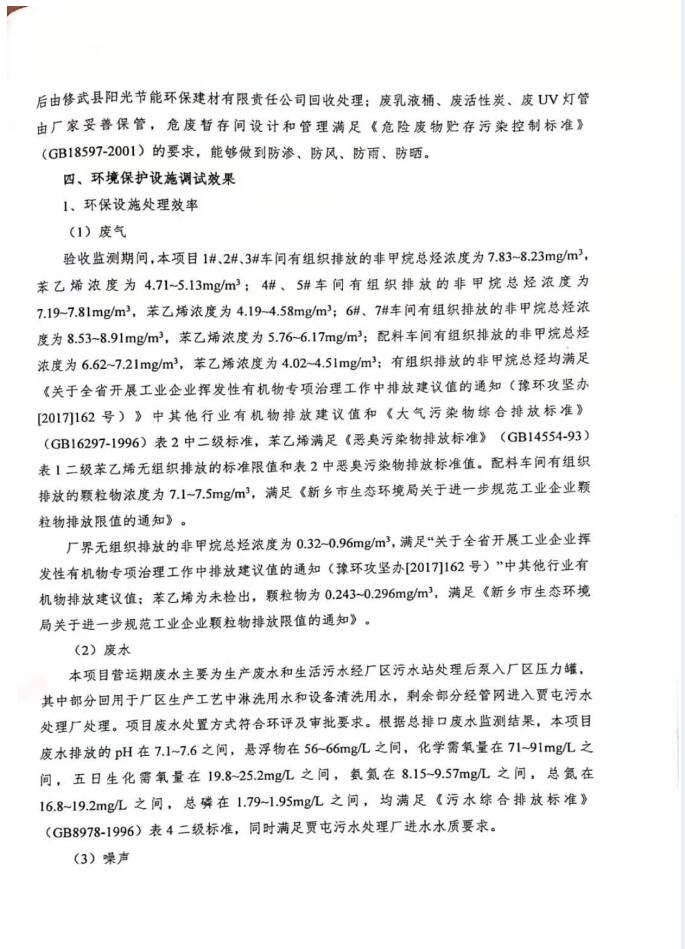 后由修武县阳光节能环保建材有限责任公司回收处理；废乳液桶、废活性炭、废 UV 灯管
由厂家妥善保管，危废暂存间设计和管理满足《危险废物贮存污染控制标准》
（GB18597-2001）的要求，能够做到防渗、防风、防雨、防晒。
四、环境保护设施调试效果
1、环保设施处理效率
（1）废气
验收监测期间，本项目 1#、2#、3#车间有组织排放的非甲烷总烃浓度为 7.83~8.23mg/m³，
苯乙烯浓度为 4.71~5.13mg/m³；4#、5#车间有组织排放的非甲烷总烃浓度为
7.19~7.81mg/m³，苯乙烯浓度为 4.19~4.58mg/m³；6#、7#车间有组织排放的非甲烷总烃浓
度为 8.53~8.91mg/m³，苯乙烯浓度为 5.76~6.17mg/m³；配料车间有组织排放的非甲烷总烃
浓度为 6.62~7.21mg/m³，苯乙烯浓度为 4.02~4.51mg/m³；有组织排放的非甲烷总烃均满足
《关于全省开展工业企业挥发性有机物专项治理工作中排放建议值的通知（豫环攻坚办
[2017]162 号）》中其他行业有机物排放建议值和《大气污染物综合排放标准》
（GB16297-1996）表 2 中二级标准，苯乙烯满足《恶臭污染物排放标准》（GB14554-93）
表 1 二级苯乙烯无组织排放的标准限值和表 2 中恶臭污染物排放标准值。配料车间有组织
排放的颗粒物浓度为 7.1~7.5mg/m³，满足《新乡市生态环境局关于进一步规范工业企业颗
粒物排放限值的通知》。
厂界无组织排放的非甲烷总烃浓度为 0.32~0.96mg/m³，满足“关于全省开展工业企业挥
发性有机物专项治理工作中排放建议值的通知（豫环攻坚办[2017]162 号）”中其他行业有
机物排放建议值；苯乙烯为未检出，颗粒物为 0.243~0.296mg/m³，满足《新乡市生态环境
局关于进一步规范工业企业颗粒物排放限值的通知》。
（2）废水
本项目营运期废水主要为生产废水和生活污水经厂区污水站处理后泵入厂区压力罐，
其中部分回用于厂区生产工艺中淋洗用水和设备清洗用水，剩余部分经管网进入贾屯污水
处理厂处理。项目废水处置方式符合环评及审批要求。根据总排口废水监测结果，本项目
废水排放的 pH 在 7.1~7.6 之间，悬浮物在 56~66mg/L 之间，化学需氧量在 71~91mg/L 之
间，五日生化需氧量在 19.8~25.2mg/L 之间，氨氮在 8.15~9.57mg/L 之间，总氮在
16.8~19.2mg/L 之间，总磷在 1.79~1.95mg/L 之间，均满足《污水综合排放标准》
（GB8978-1996）表 4 二级标准，同时满足贾屯污水处理厂进水水质要求。
（3）噪声